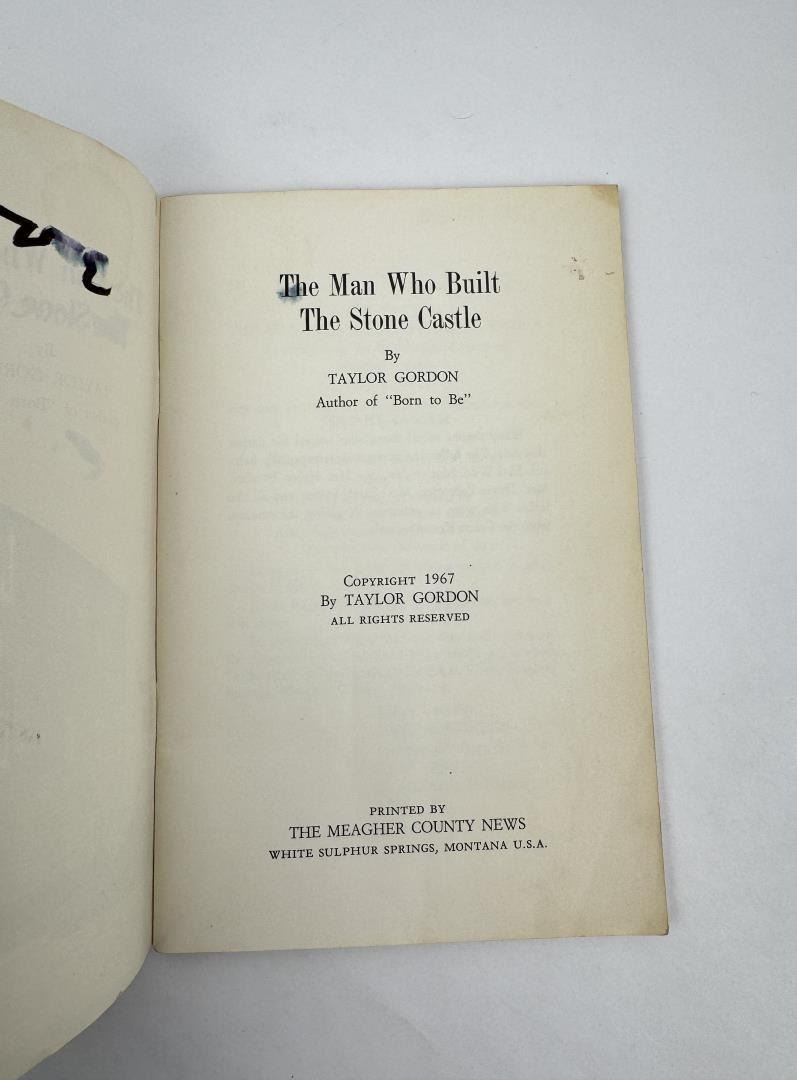 The Man Who Built
The Stone Castle
By
TAYLOR GORDON
Author of "Born to Be"
COPYRIGHT 1967
By TAYLOR GORDON
ALL RIGHTS RESERVED
PRINTED BY
THE MEAGHER COUNTY NEWS
WHITE SULPHUR SPRINGS, MONTANA U.S.A.